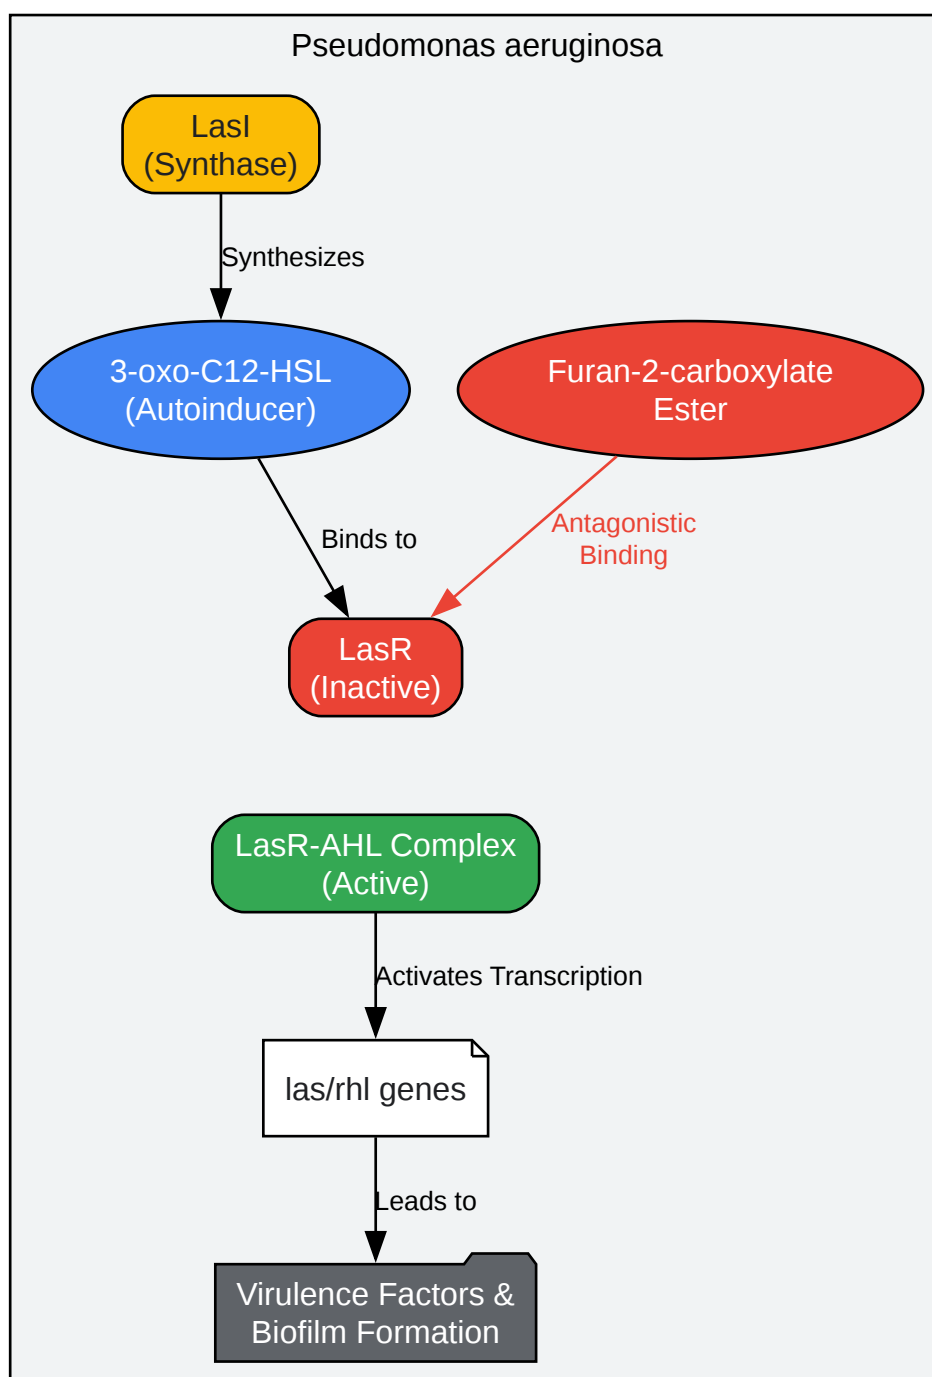 Pseudomonas aeruginosa
LasI
(Synthase)
Synthesizes
3-oxo-C12-HSL
(Autoinducer)
Furan-2-carboxylate
Ester
Antagonistic
Binding
Binds to
LasR
(Inactive)
LasR-AHL Complex
(Active)
Activates Transcription
las/rhl genes
Leads to
Virulence Factors &
Biofilm Formation